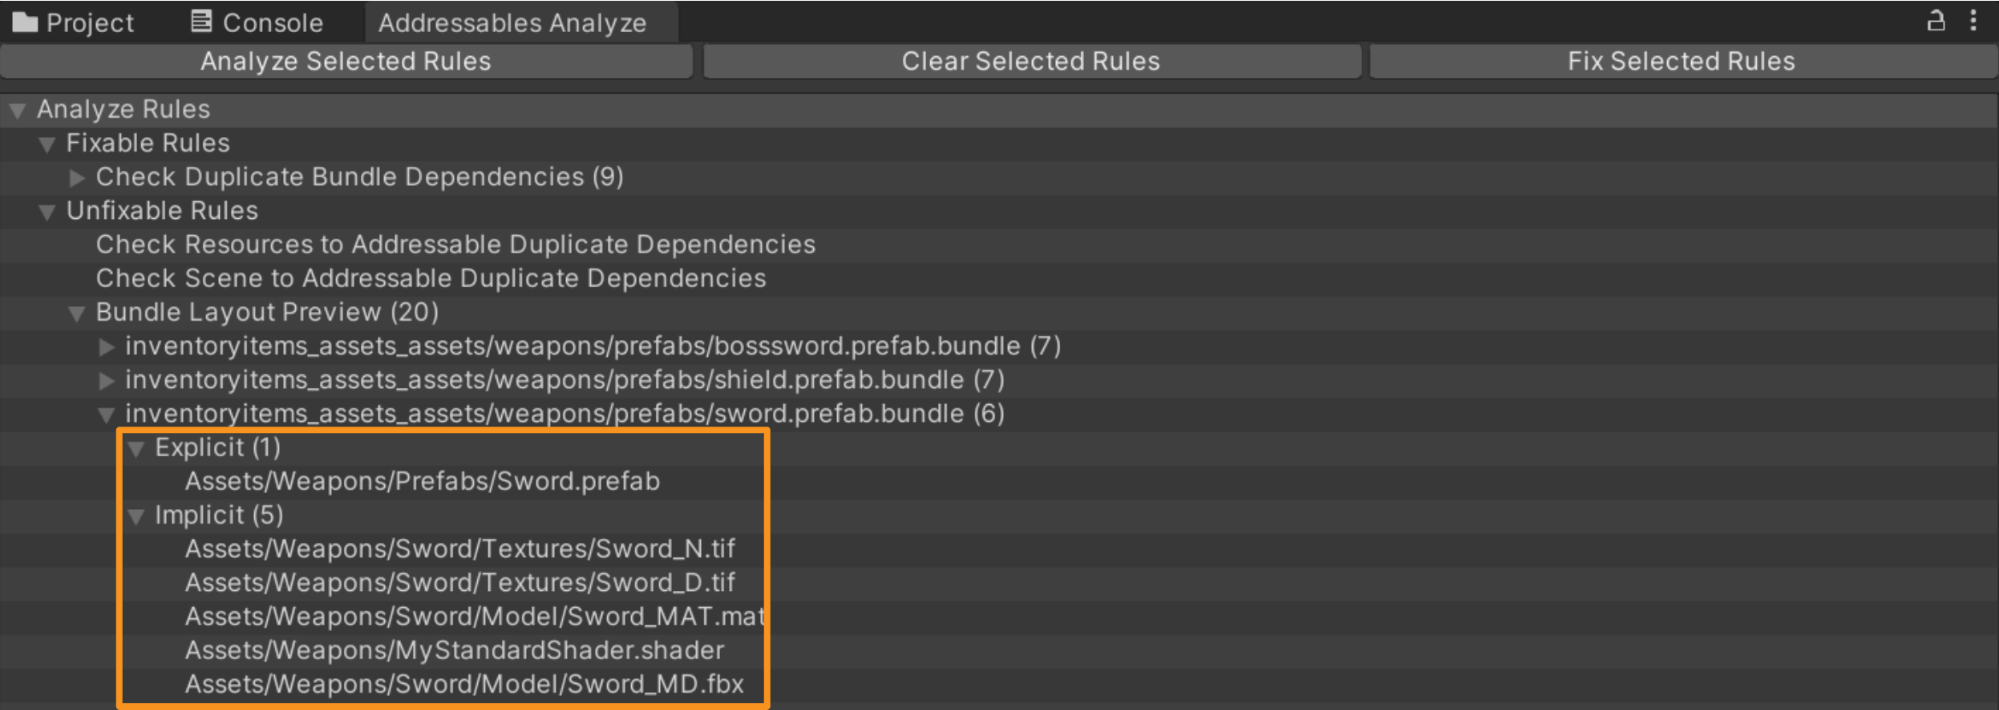 Project Console Addressables Analyze
Analyze Selected Rules Clear Selected Rules Fix Selected Rules
Analyze Rules
Fixable Rules
Check Duplicate Bundle Dependencies (9)
Unfixable Rules
Check Resources to Addressable Duplicate Dependencies
Check Scene to Addressable Duplicate Dependencies
Bundle Layout Preview (20)
inventoryitems_assets_assets/weapons/prefabs/bosssword.prefab.bundle (7)
inventoryitems_assets_assets/weapons/prefabs/shield.prefab.bundle (7)
inventoryitems_assets_assets/weapons/prefabs/sword.prefab.bundle (6)
Explicit (1)
Assets/Weapons/Prefabs/Sword.prefab
Implicit (5)
Assets/Weapons/Sword/Textures/Sword_N.tif
Assets/Weapons/Sword/Textures/Sword_D.tif
Assets/Weapons/Sword/Model/Sword_MAT.mat
Assets/Weapons/MyStandardShader.shader
Assets/Weapons/Sword/Model/Sword_MD.fbx